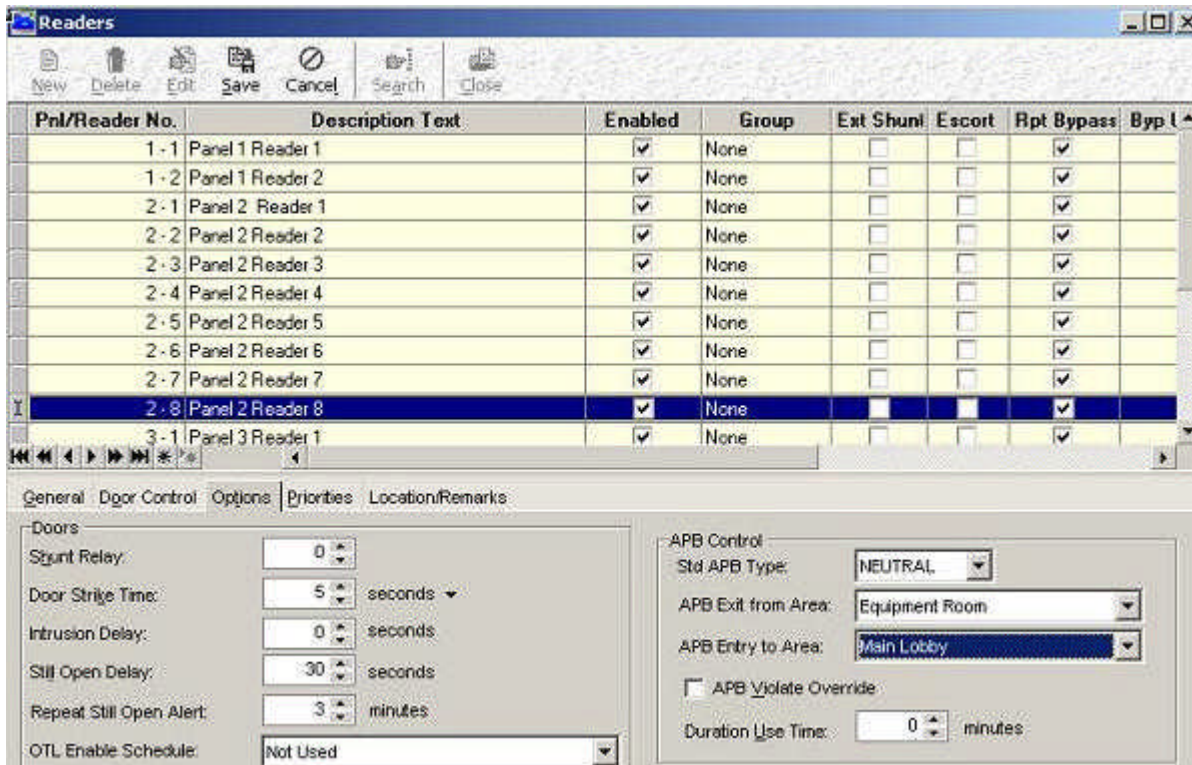 Readers
New Delete Edit Save Cancel Search Close
Pnl/Reader No. Description Text Enabled Group Ext Shunt Escort Rpt Bypass Byp
1 - 1 Panel 1 Reader 1 None
1 - 2 Panel 1 Reader 2 None
2 - 1 Panel 2 Reader 1 None
2 - 2 Panel 2 Reader 2 None
2 - 3 Panel 2 Reader 3 None
2 - 4 Panel 2 Reader 4 None
2 - 5 Panel 2 Reader 5 None
2 - 6 Panel 2 Reader 6 None
2 - 7 Panel 2 Reader 7 None
2 - 8 Panel 2 Reader 8 None
3 - 1 Panel 3 Reader 1 None
General Door Control Options Priorities Location/Remarks
Doors
Shunt Relay: 0
Door Strike Time: 5 seconds
Intrusion Delay: 0 seconds
Still Open Delay: 30 seconds
Repeat Still Open Alert: 3 minutes
OTL Enable Schedule: Not Used
APB Control
Std APB Type: NEUTRAL
APB Exit from Area: Equipment Room
APB Entry to Area: Main Lobby
APB Violate Override
Duration Use Time: 0 minutes